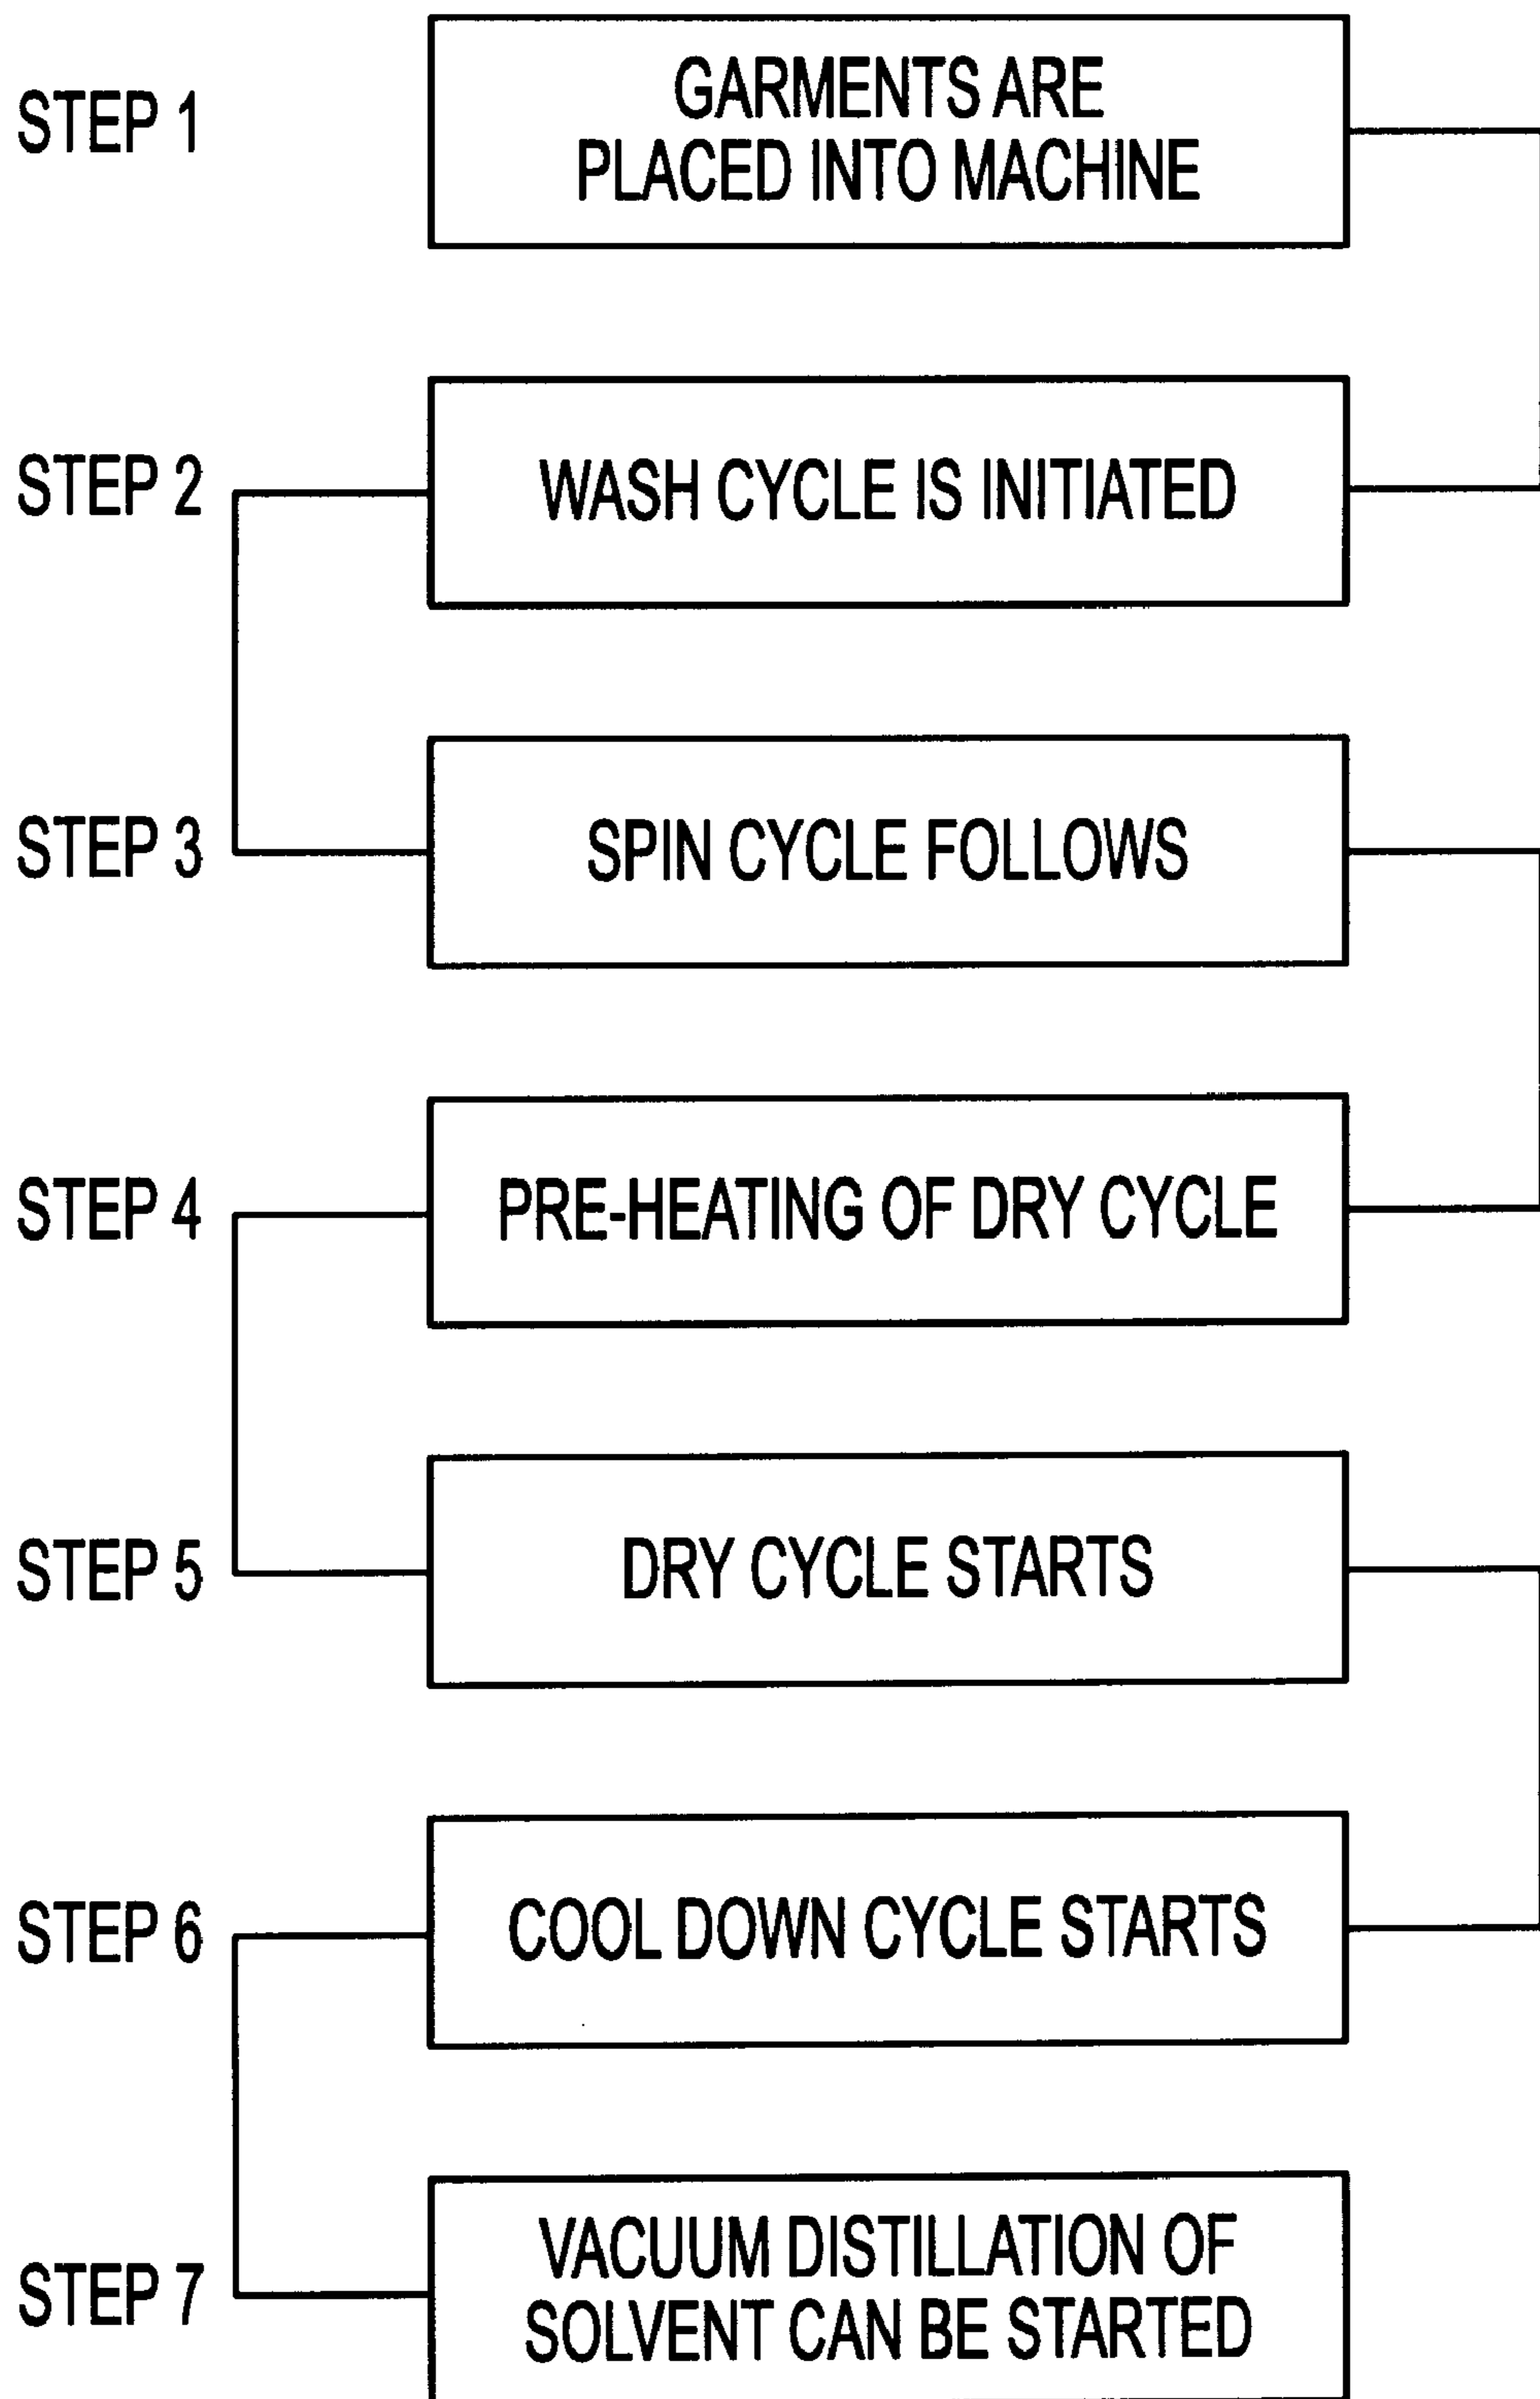 STEP 1
GARMENTS ARE
PLACED INTO MACHINE
STEP 2
WASH CYCLE IS INITIATED
STEP 3
SPIN CYCLE FOLLOWS
STEP 4
PRE-HEATING OF DRY CYCLE
STEP 5
DRY CYCLE STARTS
STEP 6
COOL DOWN CYCLE STARTS
STEP 7
VACUUM DISTILLATION OF
SOLVENT CAN BE STARTED